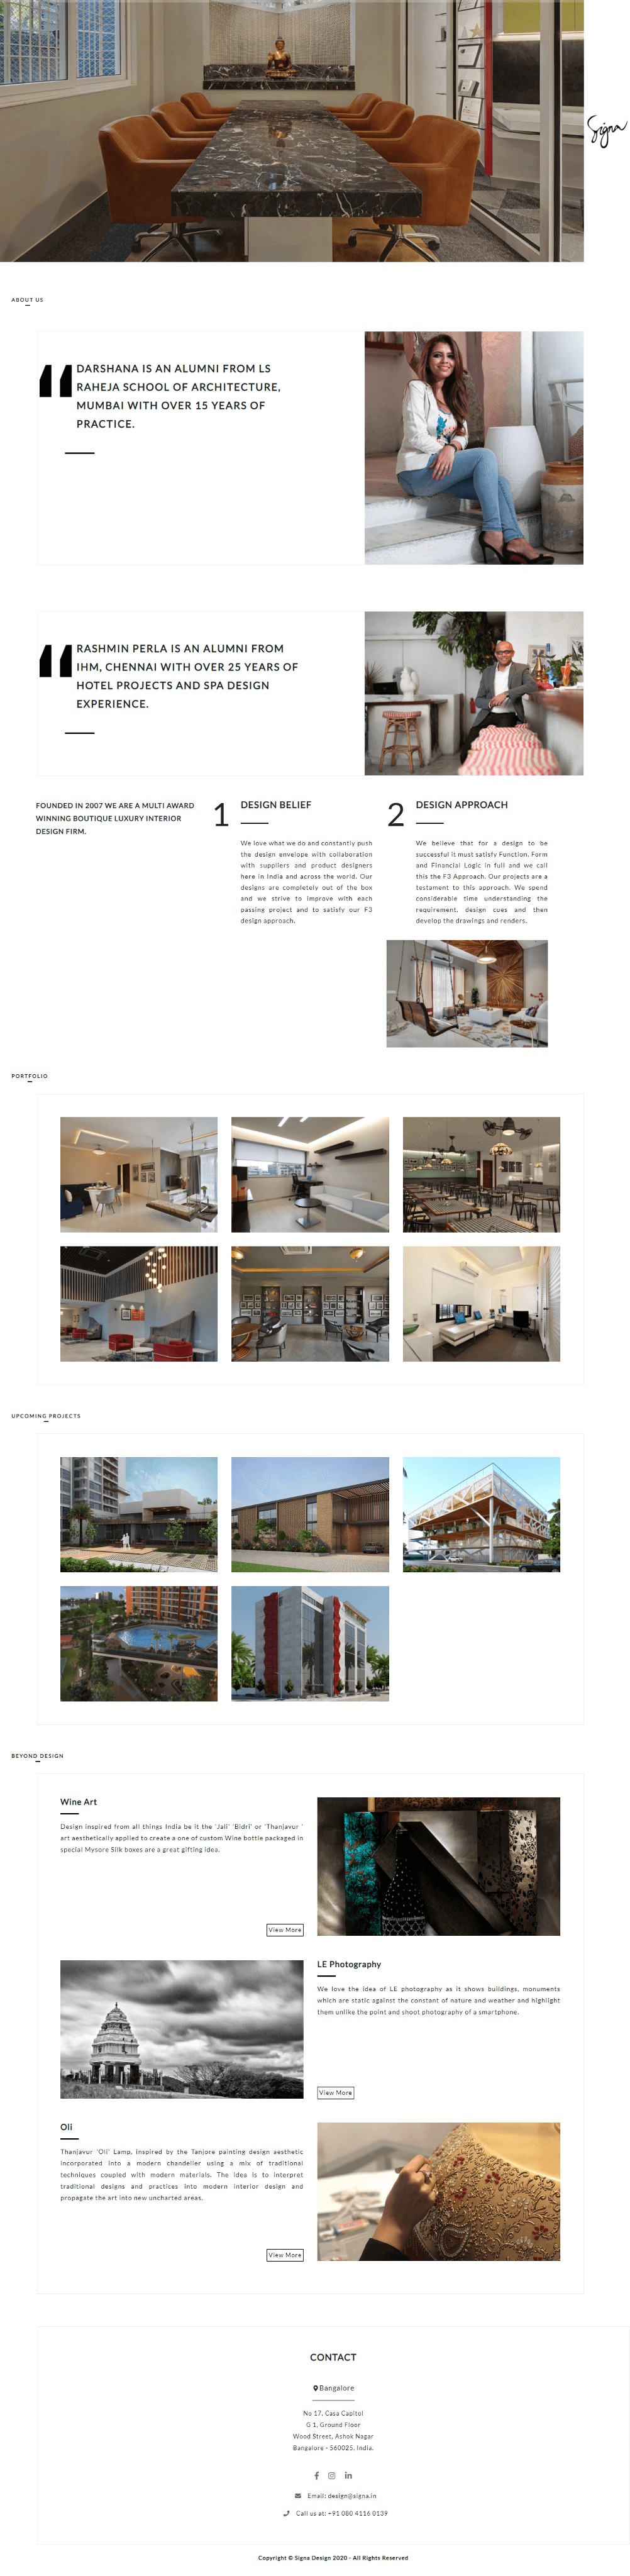 Signa
ABOUT US
DARSHANA IS AN ALUMNI FROM LS
RAHEJA SCHOOL OF ARCHITECTURE,
MUMBAI WITH OVER 15 YEARS OF
PRACTICE.
RASHMIN PERLA IS AN ALUMNI FROM
IHM, CHENNAI WITH OVER 25 YEARS OF
HOTEL PROJECTS AND SPA DESIGN
EXPERIENCE.
FOUNDED IN 2007 WE ARE A MULTI AWARD
WINNING BOUTIQUE LUXURY INTERIOR
DESIGN FIRM.
1
DESIGN BELIEF
We love what we do and constantly push
the design envelope with collaboration
with suppliers and product designers
here in India and across the world. Our
designs are completely out of the box
and we strive to improve with each
passing project and to satisfy our F3
design approach.
2
DESIGN APPROACH
We believe that for a design to be
successful it must satisfy Function, Form
and Financial Logic in full and we call
this the F3 Approach. Our projects are a
testament to this approach. We spend
considerable time understanding the
requirement, design cues and then
develop the drawings and renders.
PORTFOLIO
UPCOMING PROJECTS
BEYOND DESIGN
Wine Art
Design inspired from all things India be it the 'Jali' 'Bidri' or 'Thanjavur '
art aesthetically applied to create a one of custom Wine bottle packaged in
special Mysore Silk boxes are a great gifting idea.
View More
LE Photography
We love the idea of LE photography as it shows buildings, monuments
which are static against the constant of nature and weather and highlight
them unlike the point and shoot photography of a smartphone.
View More
Oli
Thanjavur 'Oli' Lamp, inspired by the Tanjore painting design aesthetic
incorporated into a modern chandelier using a mix of traditional
techniques coupled with modern materials. The idea is to interpret
traditional designs and practices into modern interior design and
propagate the art into new uncharted areas.
View More
CONTACT
Bangalore
No 17, Casa Capitol
G 1, Ground Floor
Wood Street, Ashok Nagar
Bangalore - 560025, India.
Email: design@signa.in
Call us at: +91 080 4116 0139
Copyright © Signa Design 2020 - All Rights Reserved